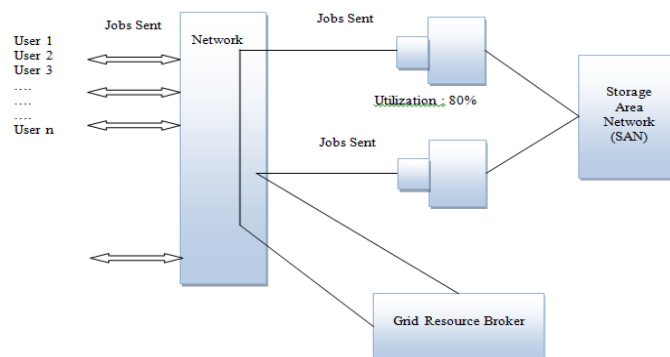 Jobs Sent
Jobs Sent
User 1
User 2
User 3
....
....
....
User n
Network
Utilization : 80%
Jobs Sent
Storage
Area
Network
(SAN)
Grid Resource Broker